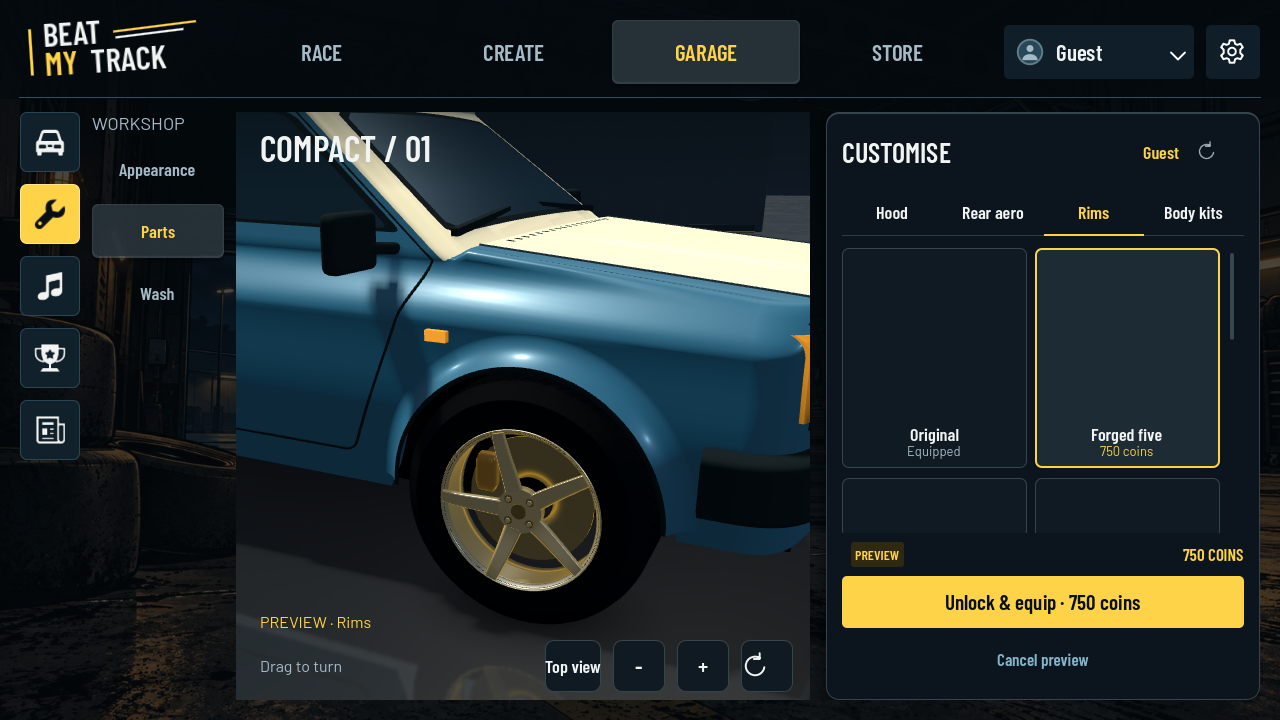 BEAT
MY TRACK
RACE
CREATE
GARAGE
STORE
Guest
WORKSHOP
Appearance
Parts
Wash
COMPACT / 01
PREVIEW · Rims
Drag to turn
Top view
-
+
CUSTOMISE
Guest
Hood
Rear aero
Rims
Body kits
Original
Equipped
Forged five
750 coins
PREVIEW
750 COINS
Unlock & equip · 750 coins
Cancel preview